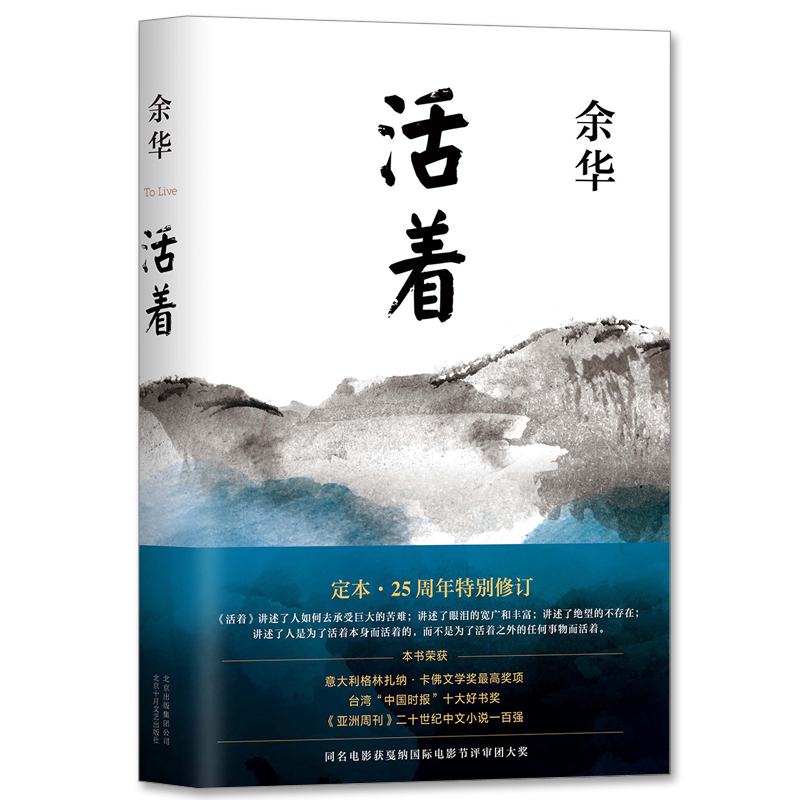 余华
To Live
活着
北京出版集团公司
北京十月文艺出版社
活着
余华
定本·25周年特别修订
《活着》讲述了人如何去承受巨大的苦难；讲述了眼泪的宽广和丰富；讲述了绝望的不存在；
讲述了人是为了活着本身而活着的，而不是为了活着之外的任何事物而活着。
本书荣获
意大利格林扎纳·卡佛文学奖最高奖项
台湾“中国时报”十大好书奖
《亚洲周刊》二十世纪中文小说一百强
同名电影获戛纳国际电影节评审团大奖